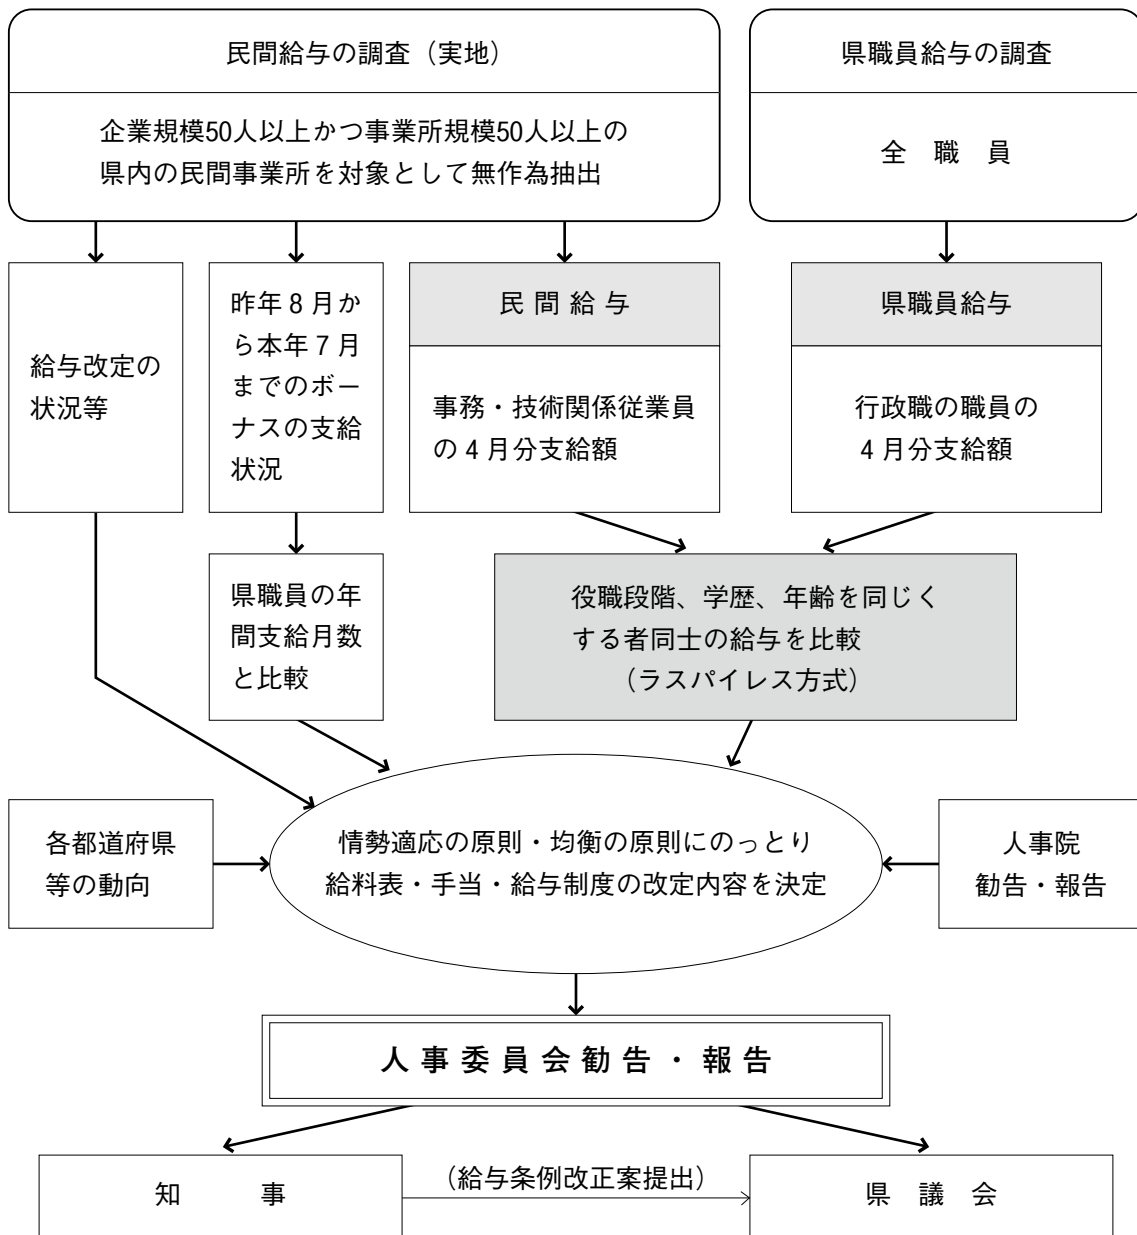 民間給与の調査（実地）
企業規模50人以上かつ事業所規模50人以上の
県内の民間事業所を対象として無作為抽出
県職員給与の調査
全　職　員
給与改定の
状況等
昨年８月か
ら本年７月
までのボー
ナスの支給
状況
民 間 給 与
事務・技術関係従業員
の４月分支給額
県職員給与
行政職の職員の
４月分支給額
県職員の年
間支給月数
と比較
役職段階、学歴、年齢を同じく
する者同士の給与を比較
（ラスパイレス方式）
各都道府県
等の動向
情勢適応の原則・均衡の原則にのっとり
給料表・手当・給与制度の改定内容を決定
人事院
勧告・報告
人 事 委 員 会 勧 告 ・ 報 告
知　　　事
（給与条例改正案提出）
県　議　会